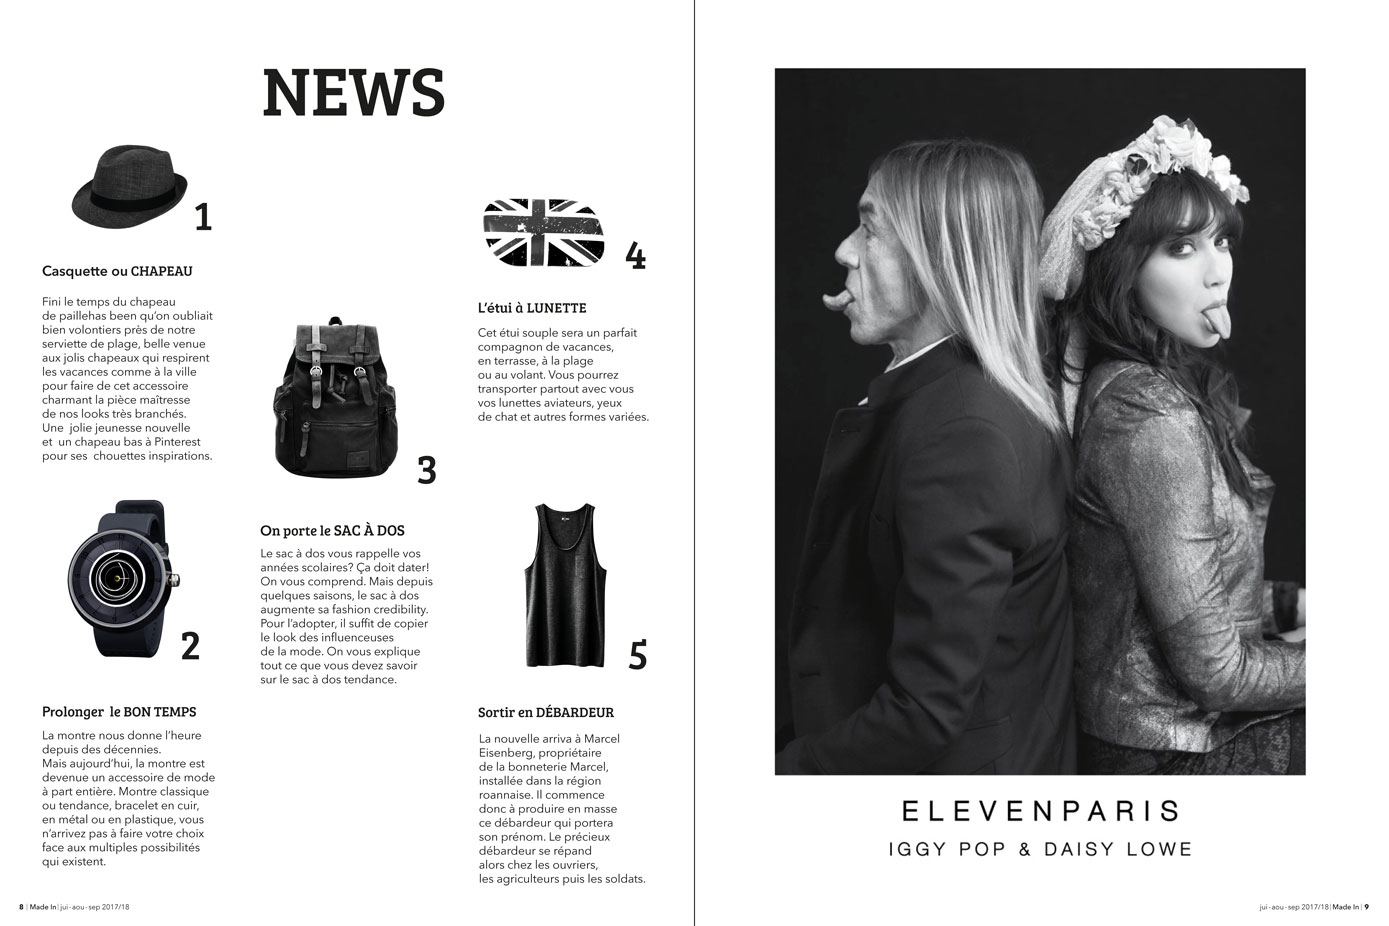 NEWS
1
Casquette ou CHAPEAU
Fini le temps du chapeau
de paillehas been qu'on oubliait
bien volontiers près de notre
serviette de plage, belle venue
aux jolis chapeaux qui respirent
les vacances comme à la ville
pour faire de cet accessoire
charmant la pièce maîtresse
de nos looks très branchés.
Une  jolie jeunesse nouvelle
et  un chapeau bas à Pinterest
pour ses  chouettes inspirations.
2
Prolonger  le BON TEMPS
La montre nous donne l'heure
depuis des décennies.
Mais aujourd'hui, la montre est
devenue un accessoire de mode
à part entière. Montre classique
ou tendance, bracelet en cuir,
en métal ou en plastique, vous
n'arrivez pas à faire votre choix
face aux multiples possibilités
qui existent.
3
On porte le SAC À DOS
Le sac à dos vous rappelle vos
années scolaires? Ça doit dater!
On vous comprend. Mais depuis
quelques saisons, le sac à dos
augmente sa fashion credibility.
Pour l'adopter, il suffit de copier
le look des influenceuses
de la mode. On vous explique
tout ce que vous devez savoir
sur le sac à dos tendance.
4
L'étui à LUNETTE
Cet étui souple sera un parfait
compagnon de vacances,
en terrasse, à la plage
ou au volant. Vous pourrez
transporter partout avec vous
vos lunettes aviateurs, yeux
de chat et autres formes variées.
5
Sortir en DÉBARDEUR
La nouvelle arriva à Marcel
Eisenberg, propriétaire
de la bonneterie Marcel,
installée dans la région
roannaise. Il commence
donc à produire en masse
ce débardeur qui portera
son prénom. Le précieux
débardeur se répand
alors chez les ouvriers,
les agriculteurs puis les soldats.
8 | Made In| jui-aou-sep 2017/18
ELEVENPARIS
IGGY POP & DAISY LOWE
jui-aou-sep 2017/18| Made In | 9